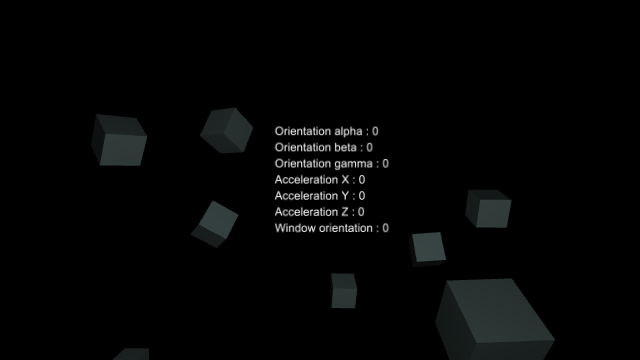 Orientation alpha : 0
Orientation beta : 0
Orientation gamma : 0
Acceleration X : 0
Acceleration Y : 0
Acceleration Z : 0
Window orientation : 0